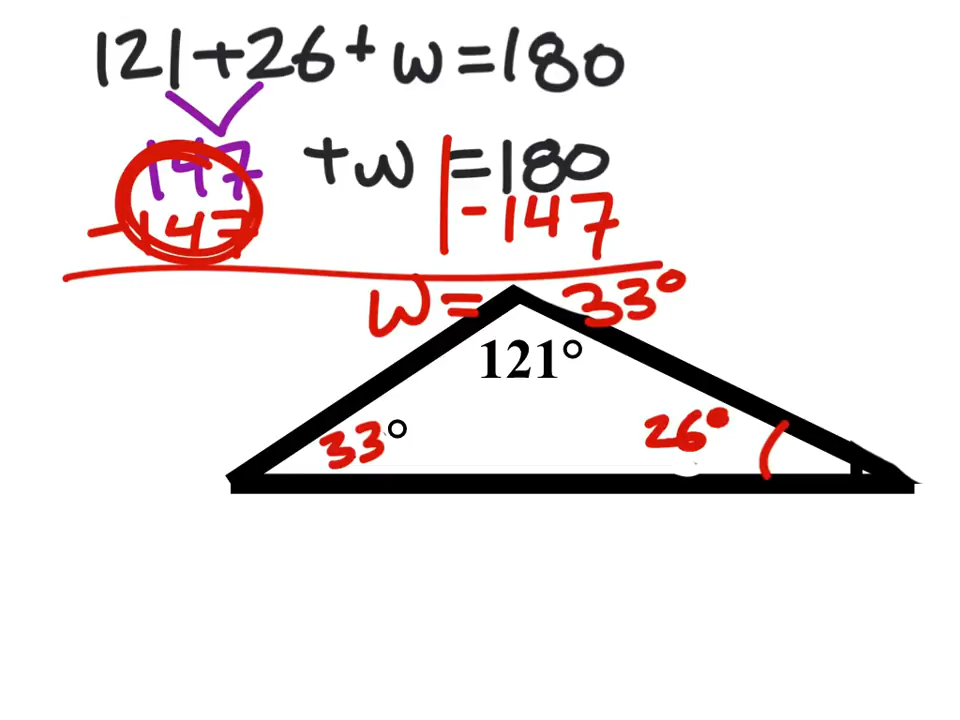 121+26+w=180
147 +w =180
-147 -147
w= 33°
121°
33° 26°